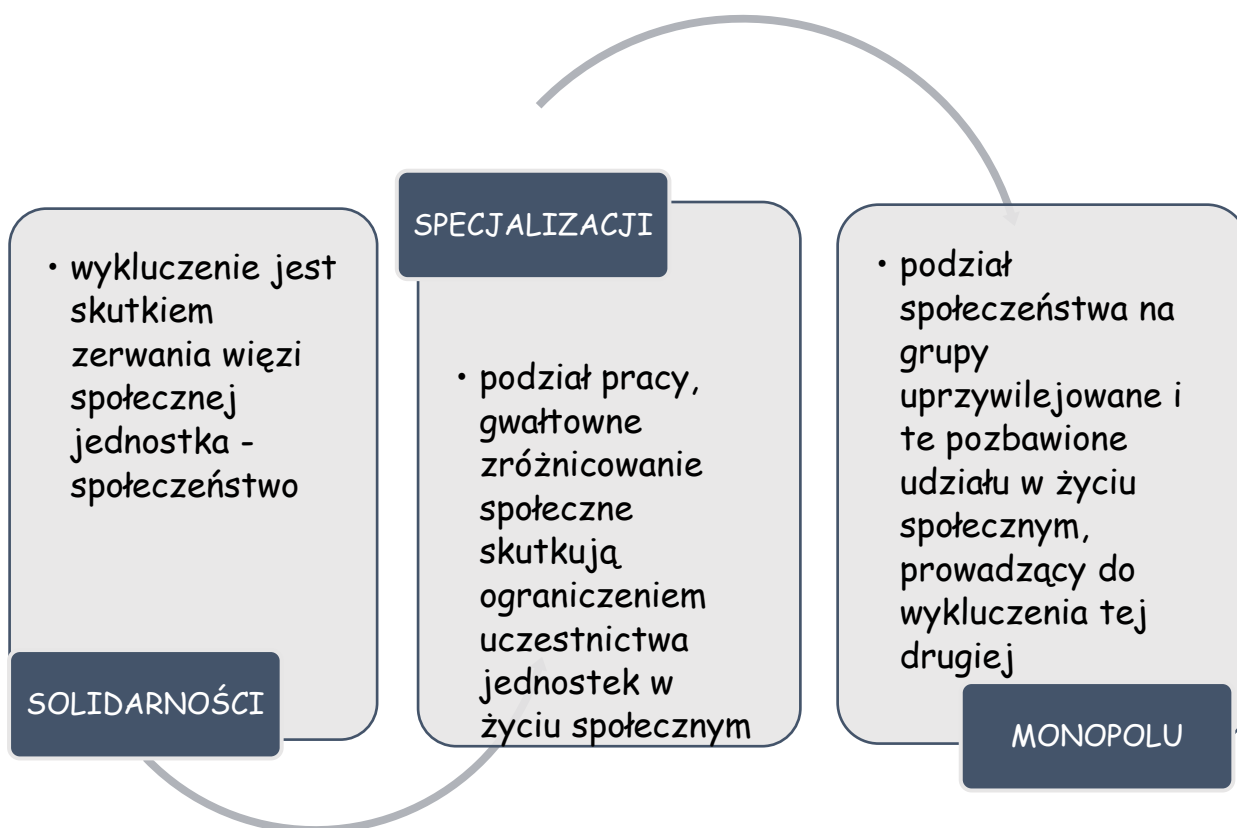 • wykluczenie jest
skutkiem
zerwania więzi
społecznej
jednostka -
społeczeństwo
SOLIDARNOŚCI
SPECJALIZACJI
• podział pracy,
gwałtowne
zróżnicowanie
społeczne
skutkują
ograniczeniem
uczestnictwa
jednostek w
życiu społecznym
• podział
społeczeństwa na
grupy
uprzywilejowane i
te pozbawione
udziału w życiu
społecznym,
prowadzący do
wykluczenia tej
drugiej
MONOPOLU